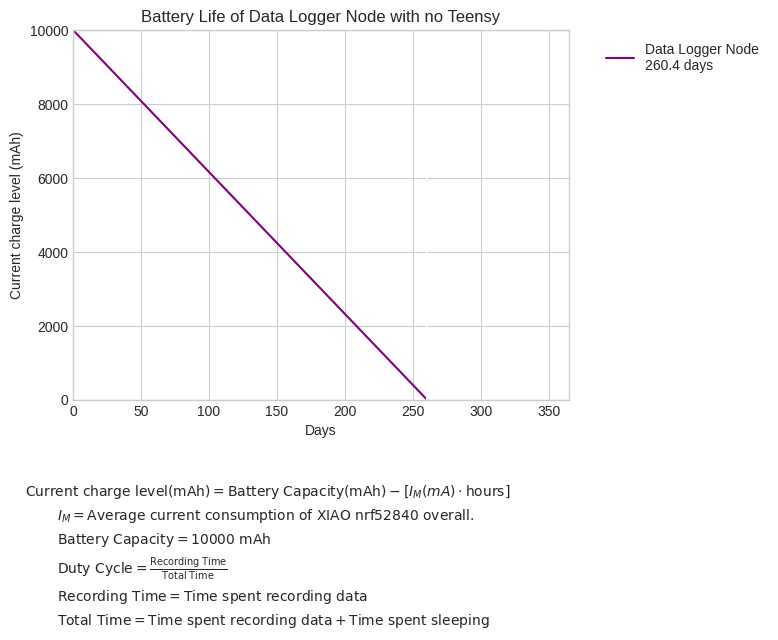 Battery Life of Data Logger Node with no Teensy
Data Logger Node
260.4 days
Current charge level (mAh)
10000
8000
6000
4000
2000
0
0 50 100 150 200 250 300 350
Days
Current charge level(mAh) = Battery Capacity(mAh) − [I_M(mA) · hours]
I_M = Average current consumption of XIAO nrf52840 overall.
Battery Capacity = 10000 mAh
Duty Cycle = Recording Time / Total Time
Recording Time = Time spent recording data
Total Time = Time spent recording data + Time spent sleeping